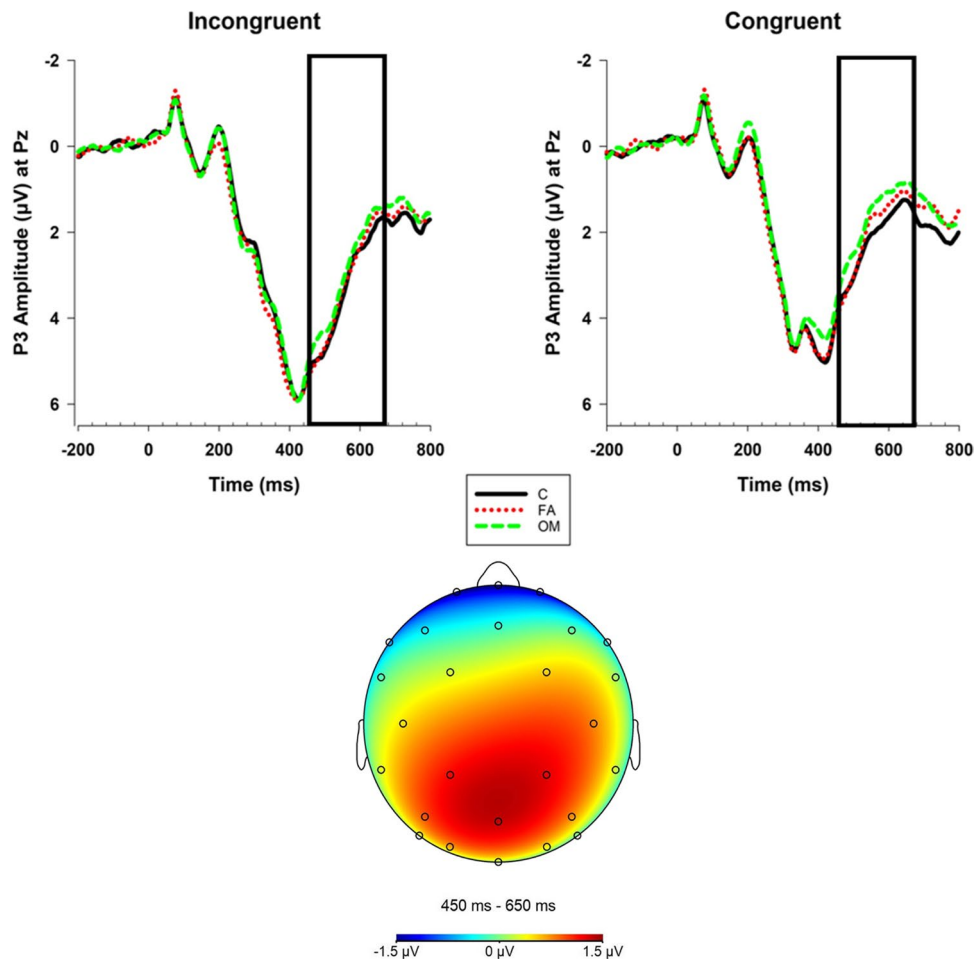 Incongruent
Congruent
P3 Amplitude (µV) at Pz
-2
0
2
4
6
-200 0 200 400 600 800
Time (ms)
P3 Amplitude (µV) at Pz
-2
0
2
4
6
-200 0 200 400 600 800
Time (ms)
C
FA
OM
450 ms - 650 ms
-1.5 µV 0 µV 1.5 µV